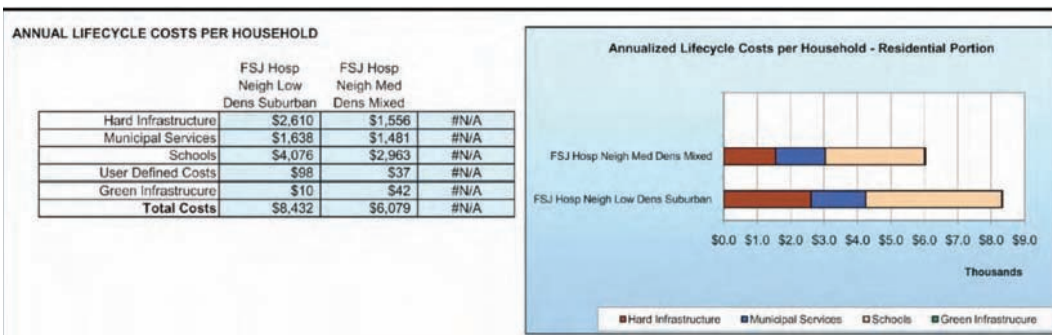 ANNUAL LIFECYCLE COSTS PER HOUSEHOLD
FSJ Hosp Neigh Low Dens Suburban
FSJ Hosp Neigh Med Dens Mixed
Hard Infrastructure $2,610 $1,556 #N/A
Municipal Services $1,638 $1,481 #N/A
Schools $4,076 $2,963 #N/A
User Defined Costs $98 $37 #N/A
Green Infrastrucure $10 $42 #N/A
Total Costs $8,432 $6,079 #N/A
Annualized Lifecycle Costs per Household - Residential Portion
FSJ Hosp Neigh Med Dens Mixed
FSJ Hosp Neigh Low Dens Suburban
$0.0 $1.0 $2.0 $3.0 $4.0 $5.0 $6.0 $7.0 $8.0 $9.0
Thousands
Hard Infrastructure Municipal Services Schools Green Infrastrucure